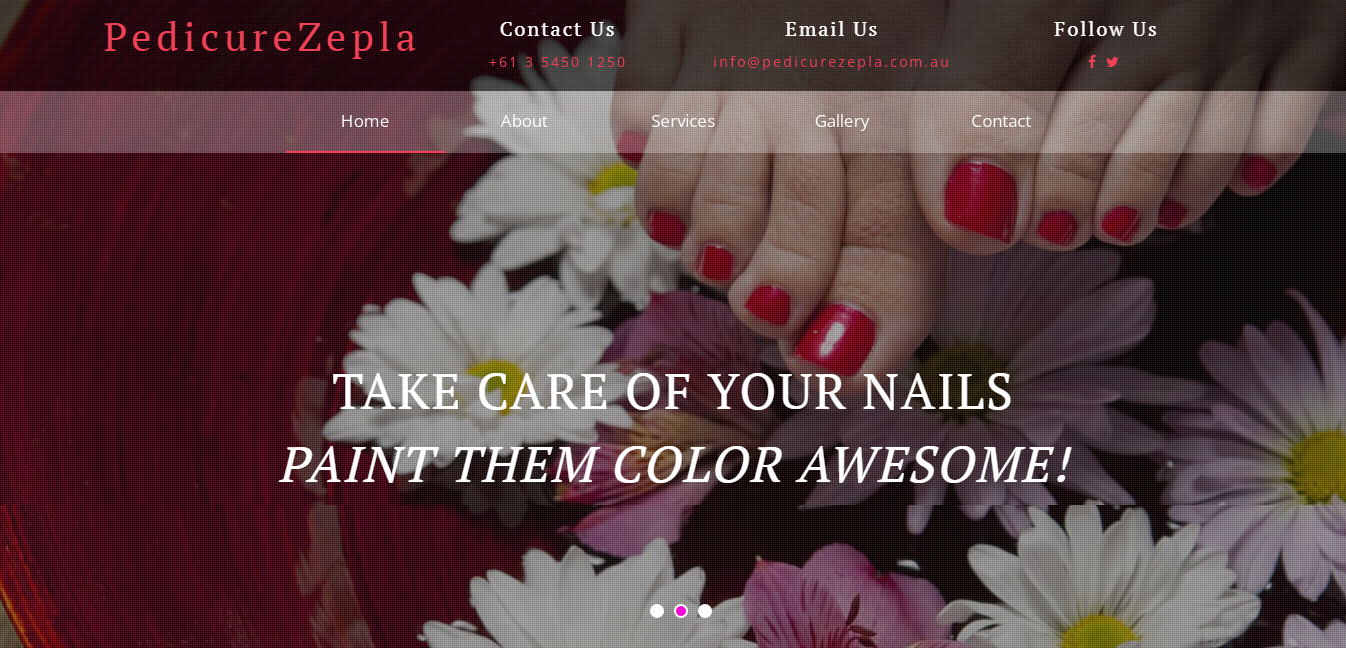 PedicureZepla
Contact Us
+61 3 5450 1250
Email Us
info@pedicurezepla.com.au
Follow Us
Home
About
Services
Gallery
Contact
TAKE CARE OF YOUR NAILS
PAINT THEM COLOR AWESOME!